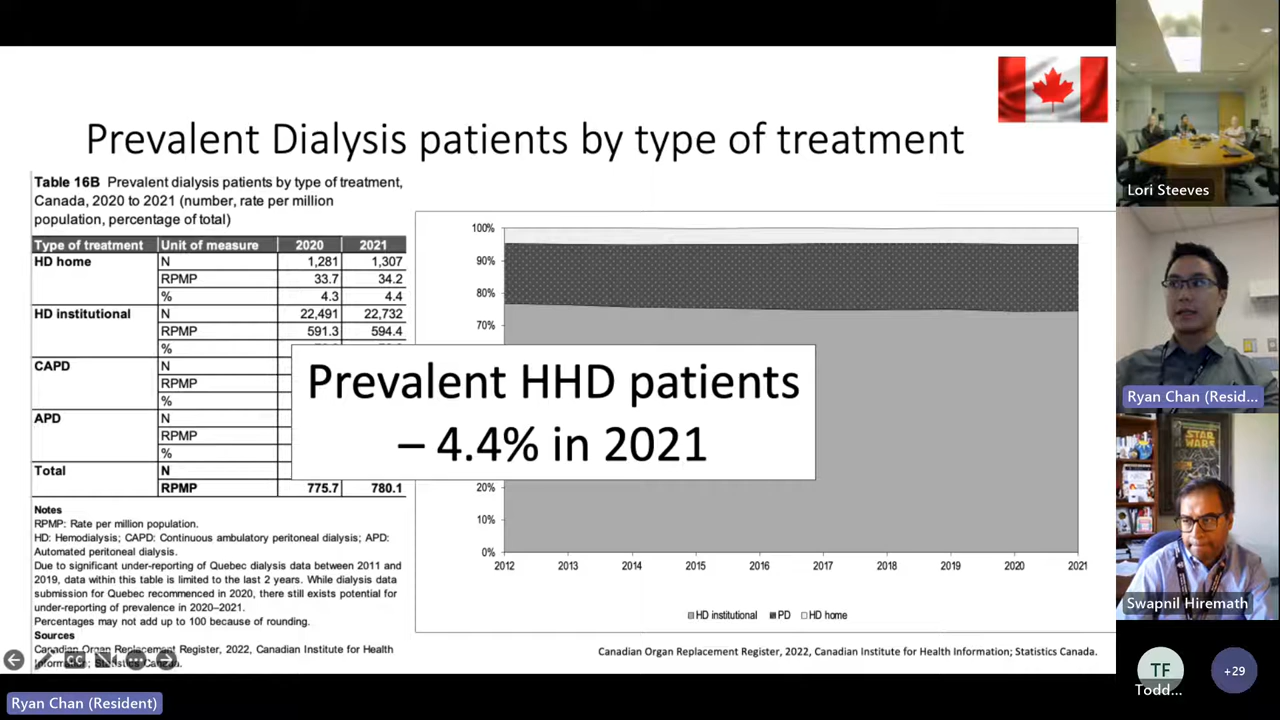 Prevalent Dialysis patients by type of treatment
Table 16B Prevalent dialysis patients by type of treatment,
Canada, 2020 to 2021 (number, rate per million
population, percentage of total)
Type of treatment Unit of measure 2020 2021
HD home N 1,281 1,307
RPMP 33.7 34.2
% 4.3 4.4
HD institutional N 22,491 22,732
RPMP 591.3 594.4
%
CAPD N
RPMP
%
APD N
RPMP
%
Total N
RPMP 775.7 780.1
Notes
RPMP: Rate per million population.
HD: Hemodialysis; CAPD: Continuous ambulatory peritoneal dialysis; APD:
Automated peritoneal dialysis.
Due to significant under-reporting of Quebec dialysis data between 2011 and
2019, data within this table is limited to the last 2 years. While dialysis data
submission for Quebec recommenced in 2020, there still exists potential for
under-reporting of prevalence in 2020–2021.
Percentages may not add up to 100 because of rounding.
Sources
Canadian Organ Replacement Register, 2022, Canadian Institute for Health
Information; Statistics Canada.
100%
90%
80%
70%
20%
10%
0%
2012 2013 2014 2015 2016 2017 2018 2019 2020 2021
HD institutional PD HD home
Prevalent HHD patients
– 4.4% in 2021
Canadian Organ Replacement Register, 2022, Canadian Institute for Health Information; Statistics Canada.
CC
Ryan Chan (Resident)
Lori Steeves
Ryan Chan (Resid...
STAR
WARS
Swapnil Hiremath
TF
Todd...
+29